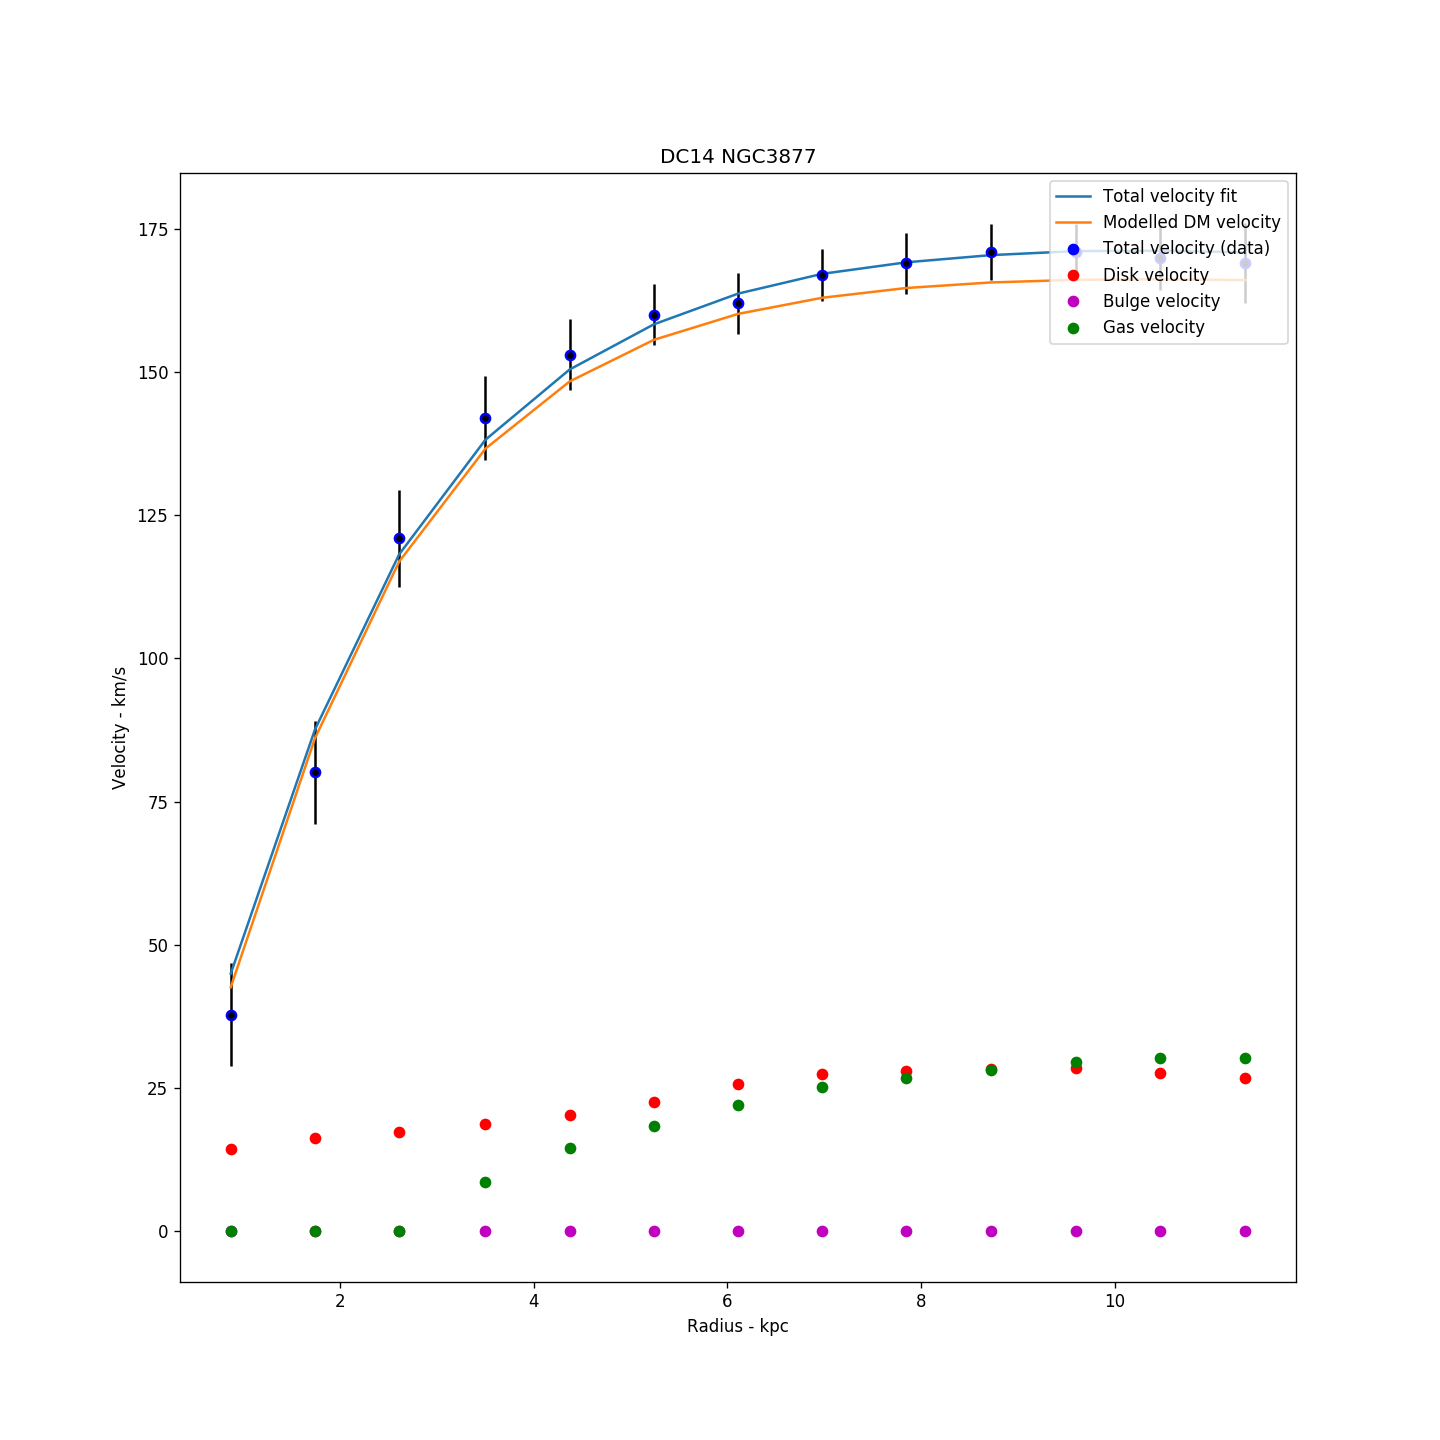 DC14 NGC3877
Total velocity fit
Modelled DM velocity
Total velocity (data)
Disk velocity
Bulge velocity
Gas velocity
175
150
125
100
75
50
25
0
Velocity - km/s
2 4 6 8 10
Radius - kpc